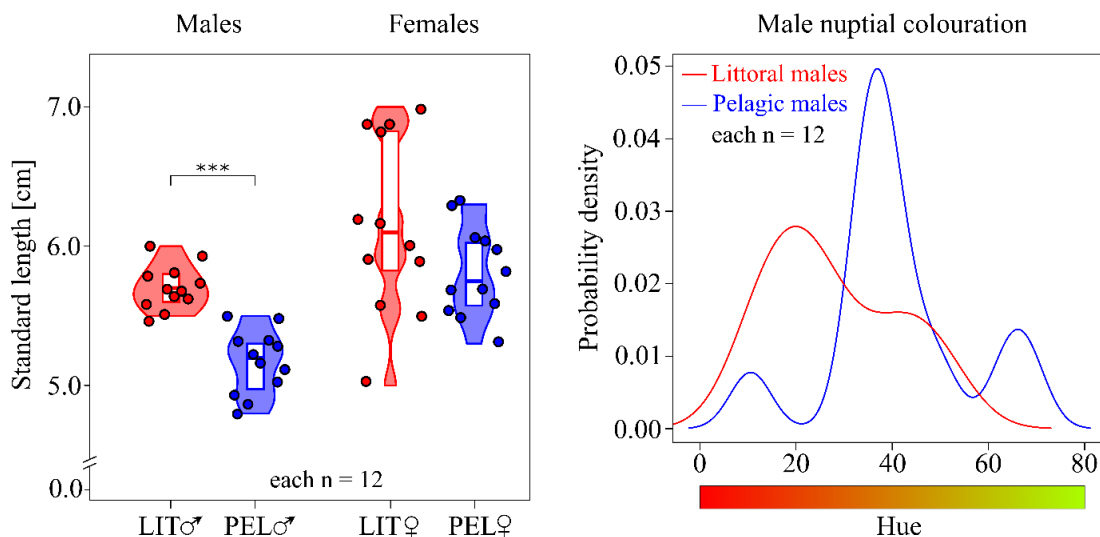 Males
Females
Standard length [cm]
7.0
6.0
5.0
0.0
***
each n = 12
LIT♂
PEL♂
LIT♀
PEL♀
Male nuptial colouration
Probability density
0.05
0.04
0.03
0.02
0.01
0.00
Littoral males
Pelagic males
each n = 12
0 20 40 60 80
Hue